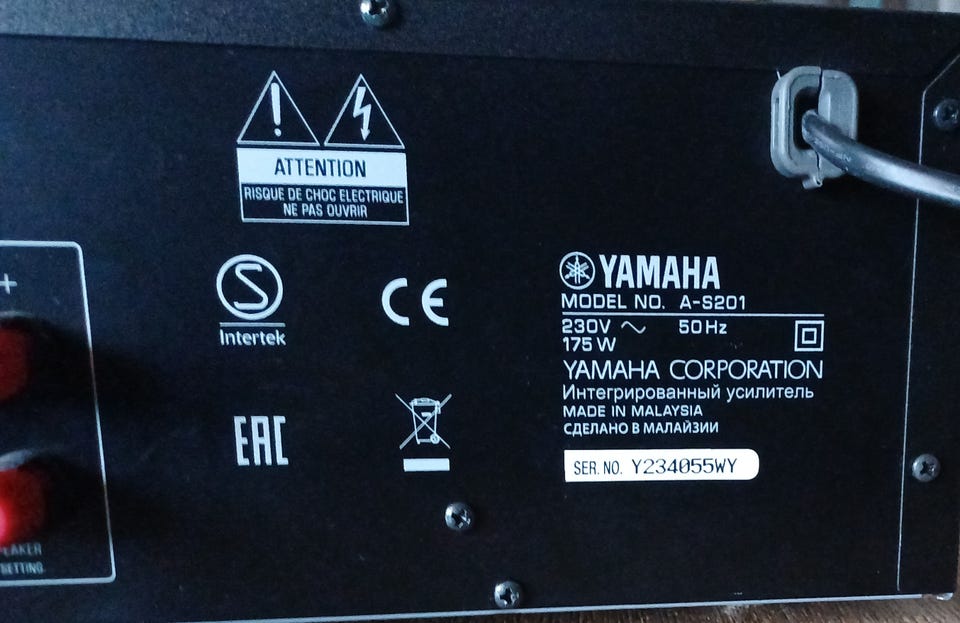 ATTENTION
RISQUE DE CHOC ELECTRIQUE
NE PAS OUVRIR
+
S
Intertek
CE
EAC
YAMAHA
MODEL NO. A-S201
230V ~ 50Hz
175 W
YAMAHA CORPORATION
Интегрированный усилитель
MADE IN MALAYSIA
СДЕЛАНО В МАЛАЙЗИИ
SER. NO. Y234055WY
SETTING